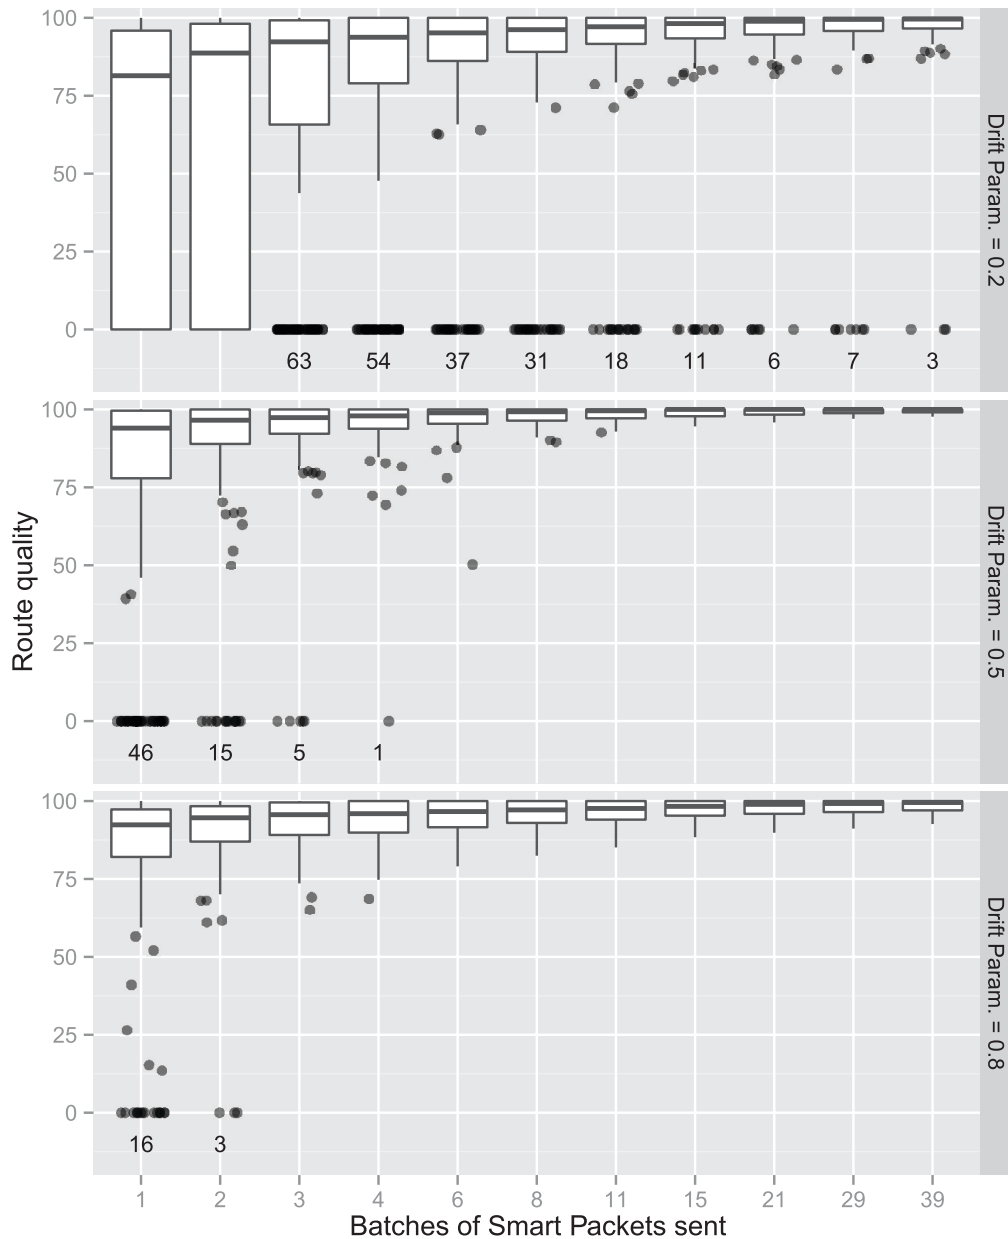 100
75
50
25
0
63 54 37 31 18 11 6 7 3
Drift Param. = 0.2
100
75
50
25
0
46 15 5 1
Drift Param. = 0.5
Route quality
100
75
50
25
0
16 3
Drift Param. = 0.8
1 2 3 4 6 8 11 15 21 29 39
Batches of Smart Packets sent